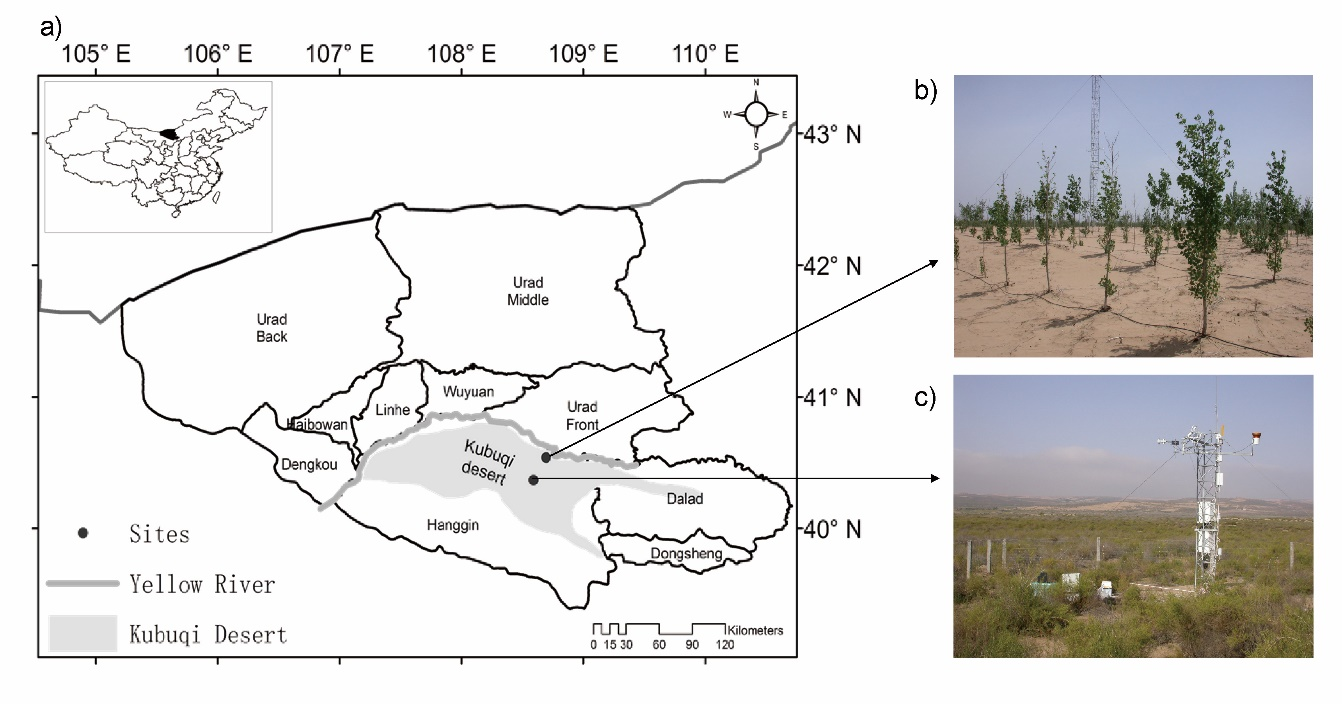 a)
105° E 106° E 107° E 108° E 109° E 110° E
N
W E
S
43° N
42° N
41° N
40° N
Urad
Middle
Urad
Back
Wuyuan
Linhe
Haibowan
Urad
Front
Dengkou
Kubuqi
desert
Dalad
Hanggin
Dongsheng
Sites
Yellow River
Kubuqi Desert
Kilometers
0 15 30 60 90 120
b)
c)